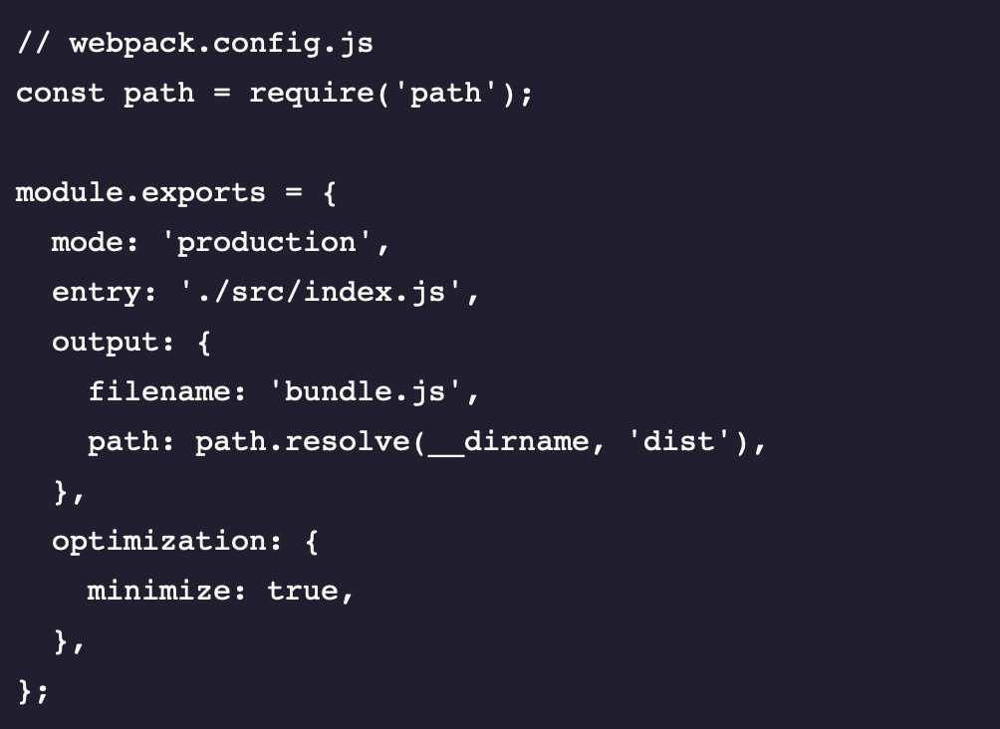 // webpack.config.js
const path = require('path');

module.exports = {
  mode: 'production',
  entry: './src/index.js',
  output: {
    filename: 'bundle.js',
    path: path.resolve(__dirname, 'dist'),
  },
  optimization: {
    minimize: true,
  },
};